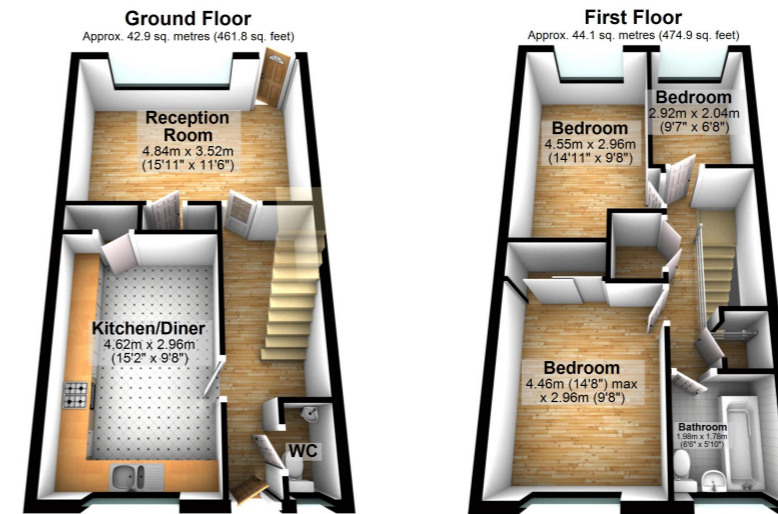 Ground Floor
Approx. 42.9 sq. metres (461.8 sq. feet)
Reception
Room
4.84m x 3.52m
(15'11" x 11'6")
Kitchen/Diner
4.62m x 2.96m
(15'2" x 9'8")
WC
First Floor
Approx. 44.1 sq. metres (474.9 sq. feet)
Bedroom
2.92m x 2.04m
(9'7" x 6'8")
Bedroom
4.55m x 2.96m
(14'11" x 9'8")
Bedroom
4.46m (14'8") max
x 2.96m (9'8")
Bathroom
1.98m x 1.78m
(6'6" x 5'10")